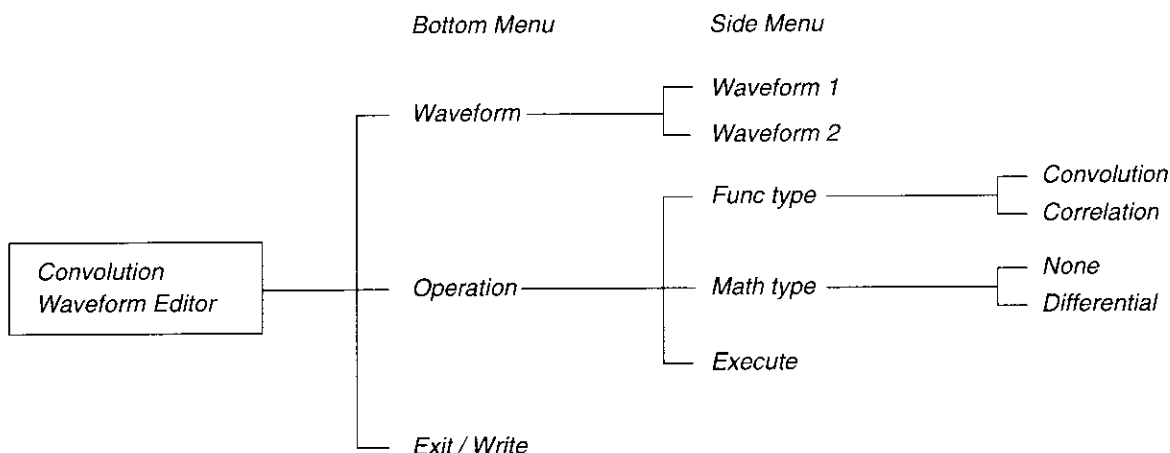 Bottom Menu
Side Menu
Waveform
Waveform 1
Waveform 2
Func type
Convolution
Correlation
Convolution
Waveform Editor
Operation
Math type
None
Differential
Execute
Exit / Write